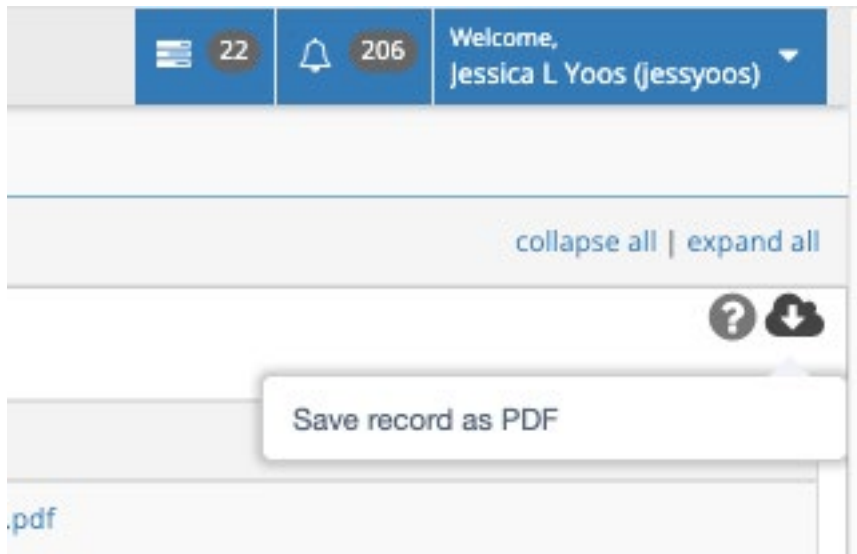 22
206
Welcome,
Jessica L Yoos (jessyoos)
collapse all | expand all
?
Save record as PDF
.pdf